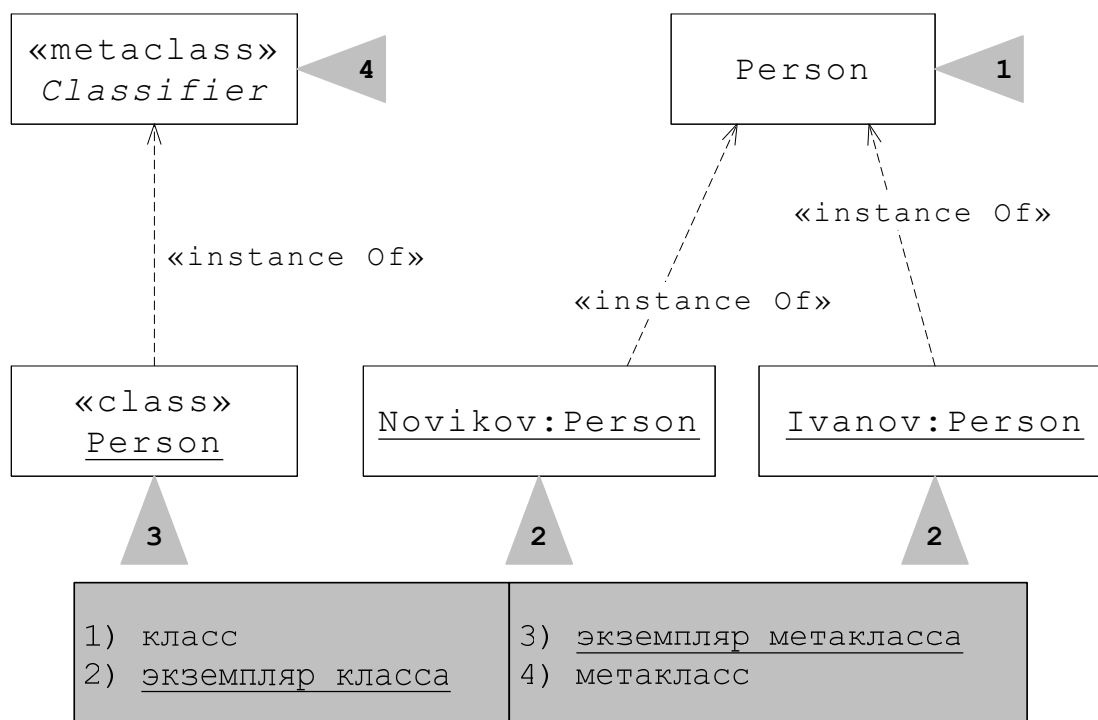 «metaclass»
Classifier
4
Person
1
«instance Of»
«instance Of»
«instance Of»
«class»
Person
Novikov:Person
Ivanov:Person
3
2
2
1) класс
2) экземпляр класса
3) экземпляр метакласса
4) метакласс